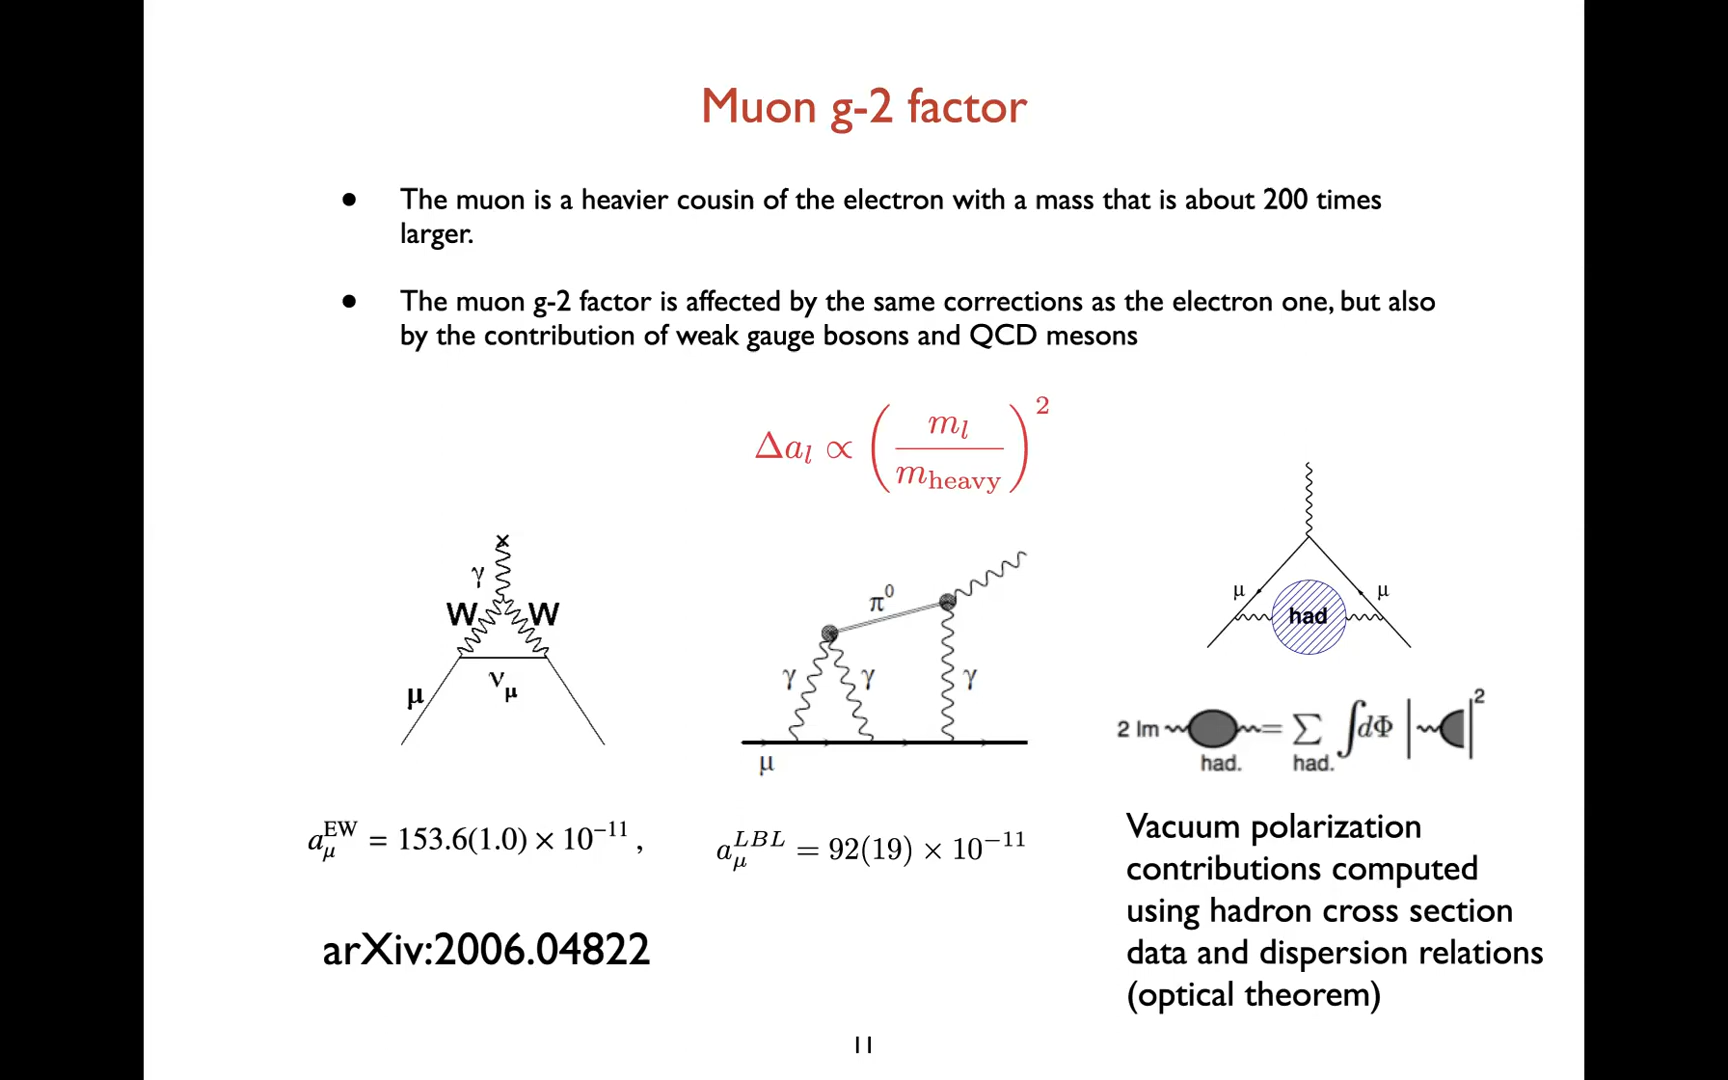 Muon g-2 factor
• The muon is a heavier cousin of the electron with a mass that is about 200 times
larger.
• The muon g-2 factor is affected by the same corrections as the electron one, but also
by the contribution of weak gauge bosons and QCD mesons
Δa_l ∝ (m_l / m_heavy)^2
γ
W W
ν_μ
μ
π^0
γ γ γ
μ
μ μ
had
2 Im = ∑ ∫dΦ | |^2
had. had.
a_μ^EW = 153.6(1.0) × 10^−11 ,
a_μ^LBL = 92(19) × 10^−11
Vacuum polarization
contributions computed
using hadron cross section
data and dispersion relations
(optical theorem)
arXiv:2006.04822
11